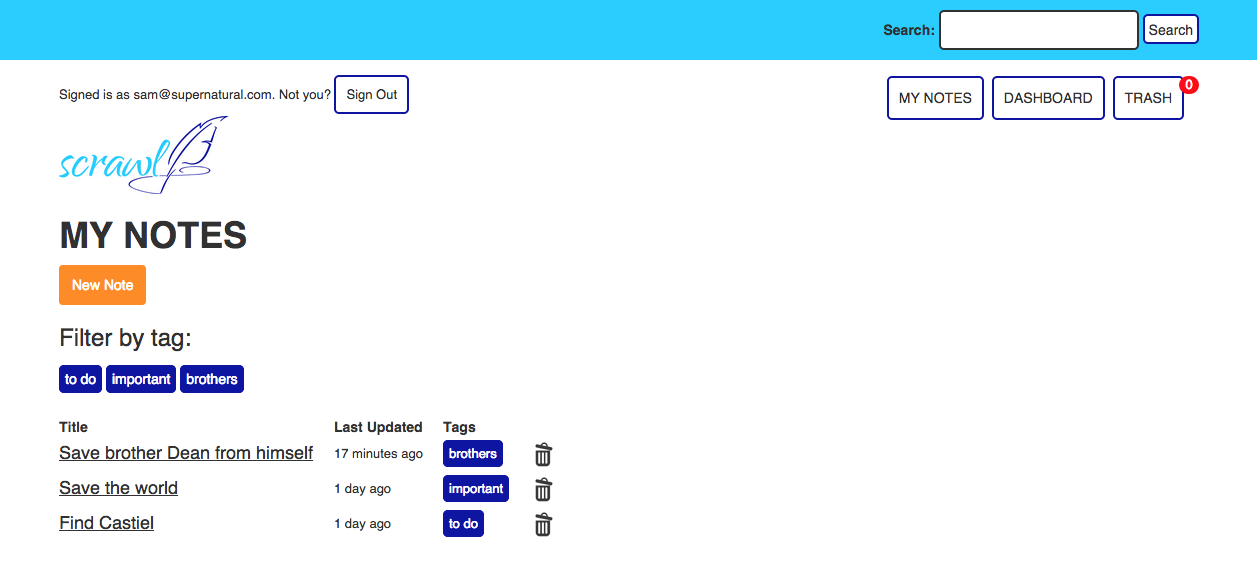 Search: Search
Signed is as sam@supernatural.com. Not you? Sign Out
MY NOTES DASHBOARD TRASH 0
scrawl
MY NOTES
New Note
Filter by tag:
to do important brothers
Title Last Updated Tags
Save brother Dean from himself 17 minutes ago brothers
Save the world 1 day ago important
Find Castiel 1 day ago to do